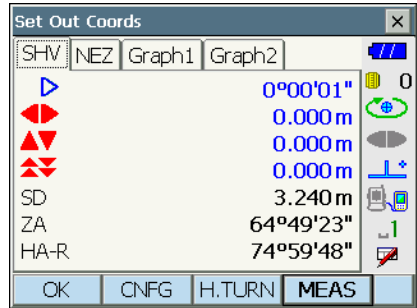 Set Out Coords
SHV NEZ Graph1 Graph2
0°00'01"
0
0.000 m
0.000 m
0.000 m
SD 3.240 m
ZA 64°49'23"
1
HA-R 74°59'48"
OK CNFG H.TURN MEAS